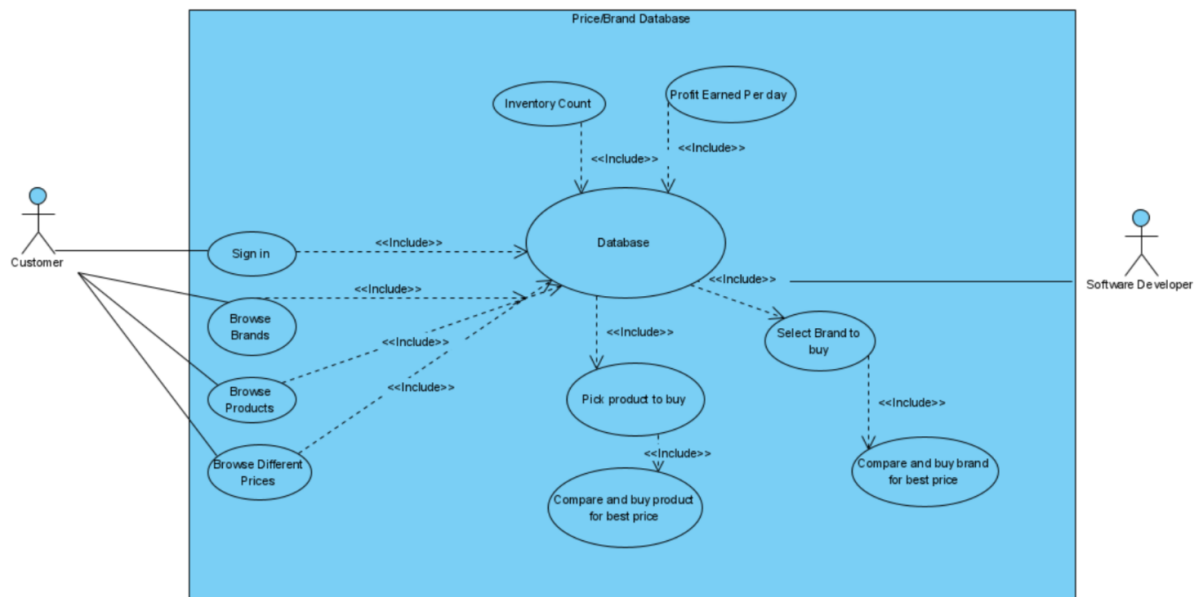 Price/Brand Database
Inventory Count
Profit Earned Per day
<<Include>>
<<Include>>
Customer
Sign in
<<Include>>
Database
Software Developer
<<Include>>
<<Include>>
Browse
Brands
<<Include>>
Select Brand to
buy
<<Include>>
Browse
Products
<<Include>>
Pick product to buy
<<Include>>
Browse Different
Prices
<<Include>>
Compare and buy product
for best price
Compare and buy brand
for best price